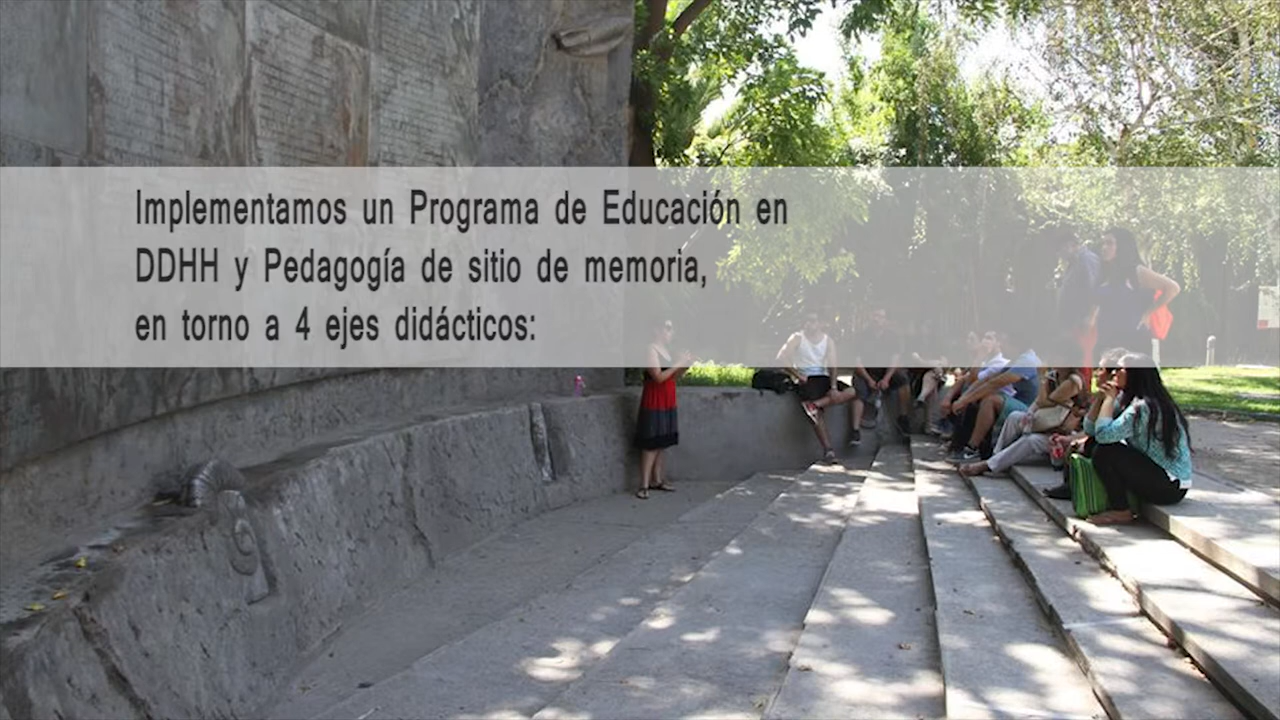 Implementamos un Programa de Educación en
DDHH y Pedagogía de sitio de memoria,
en torno a 4 ejes didácticos: